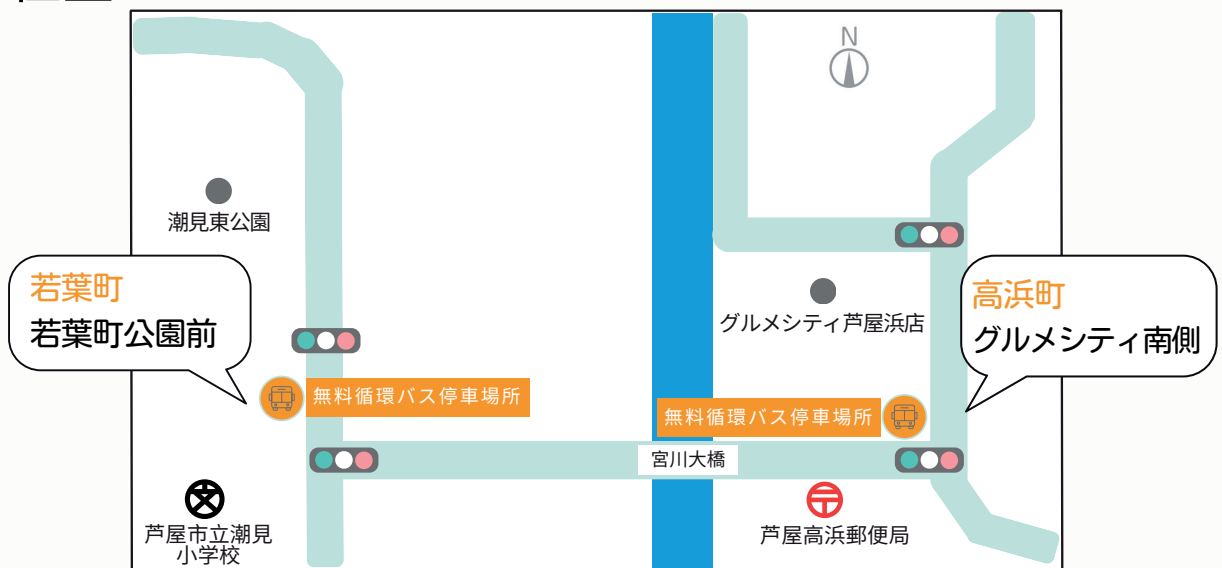 N
潮見東公園
若葉町
若葉町公園前
高浜町
グルメシティ南側
グルメシティ芦屋浜店
無料循環バス停車場所
無料循環バス停車場所
宮川大橋
芦屋市立潮見
小学校
芦屋高浜郵便局